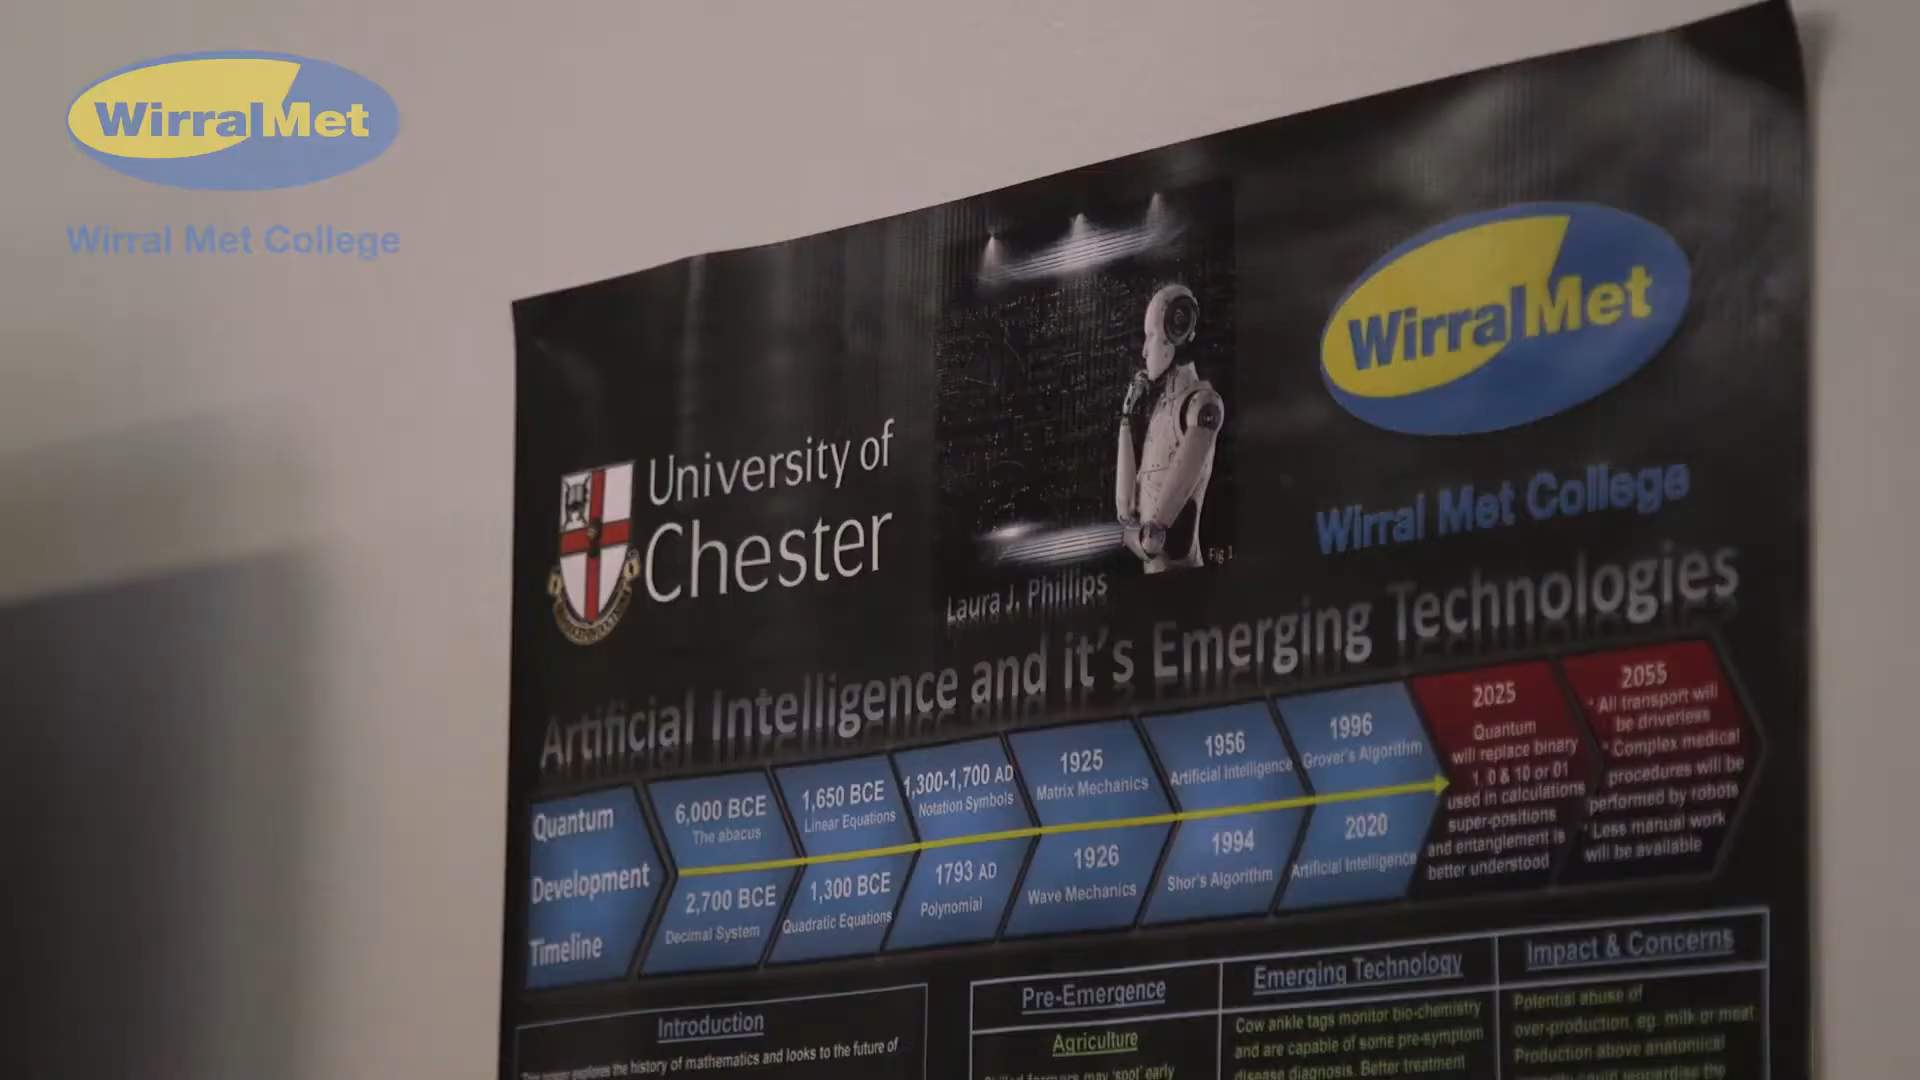 Wirral Met
Wirral Met College
Wirral Met
University of
Chester
Wirral Met College
Fig 1
Laura J. Phillips
Artificial Intelligence and it's Emerging Technologies
Quantum
Development
Timeline
6,000 BCE
The abacus
2,700 BCE
Decimal System
1,650 BCE
Linear Equations
1,300 BCE
Quadratic Equations
1,300-1,700 AD
Notation Symbols
1793 AD
Polynomial
1925
Matrix Mechanics
1926
Wave Mechanics
1956
Artificial Intelligence
1994
Shor's Algorithm
1996
Grover's Algorithm
2020
Artificial Intelligence
2025
Quantum
will replace binary
1, 0 & 10 or 01
used in calculations
super-positions
and entanglement is
better understood
2055
* All transport will
be driverless
* Complex medical
procedures will be
performed by robots
* Less manual work
will be available
Introduction
explores the history of mathematics and looks to the future of
Pre-Emergence
Agriculture
may 'spot' early
Emerging Technology
Cow ankle tags monitor bio-chemistry
and are capable of some pre-symptom
disease diagnosis. Better treatment
Impact & Concerns
Potential abuse of
over-production, eg. milk or meat.
Production above anatomical